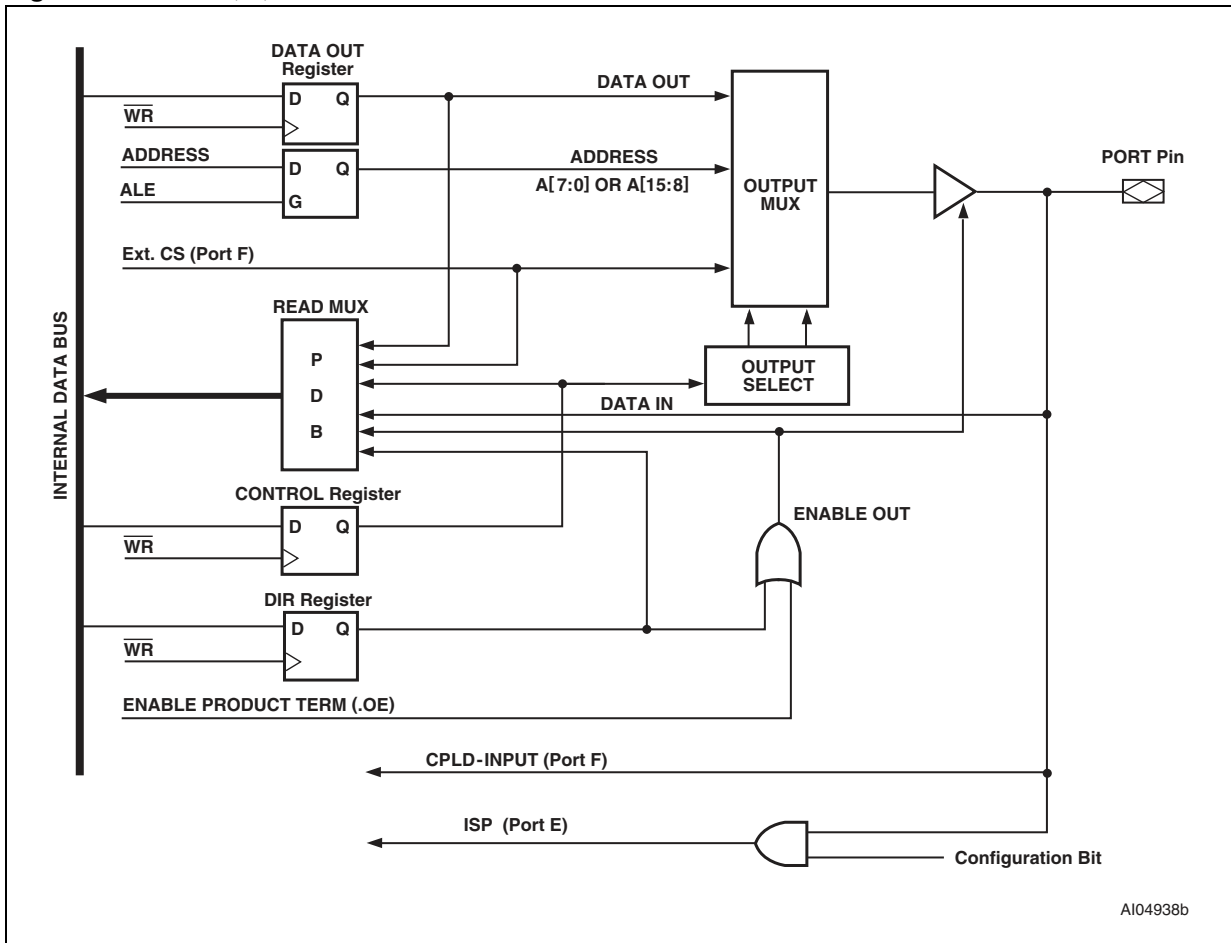 DATA OUT
Register
D Q
WR
DATA OUT
ADDRESS
ALE
D Q
G
ADDRESS
A[7:0] OR A[15:8]
OUTPUT
MUX
PORT Pin
Ext. CS (Port F)
READ MUX
P
D
B
OUTPUT
SELECT
DATA IN
INTERNAL DATA BUS
CONTROL Register
D Q
WR
ENABLE OUT
DIR Register
D Q
WR
ENABLE PRODUCT TERM (.OE)
CPLD-INPUT (Port F)
ISP (Port E)
Configuration Bit
AI04938b